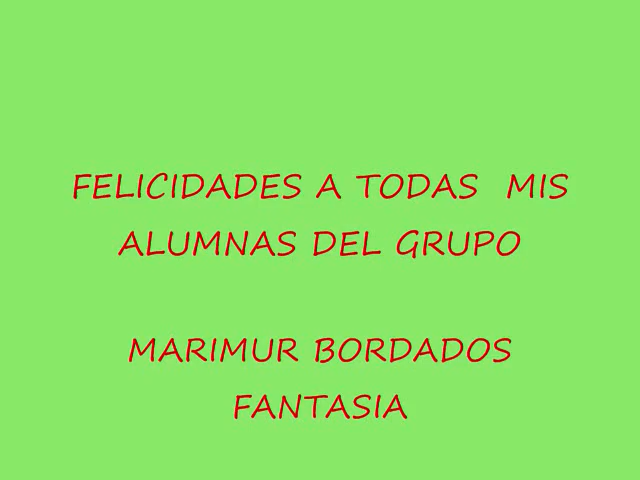 FELICIDADES A TODAS MIS
ALUMNAS DEL GRUPO
MARIMUR BORDADOS
FANTASIA